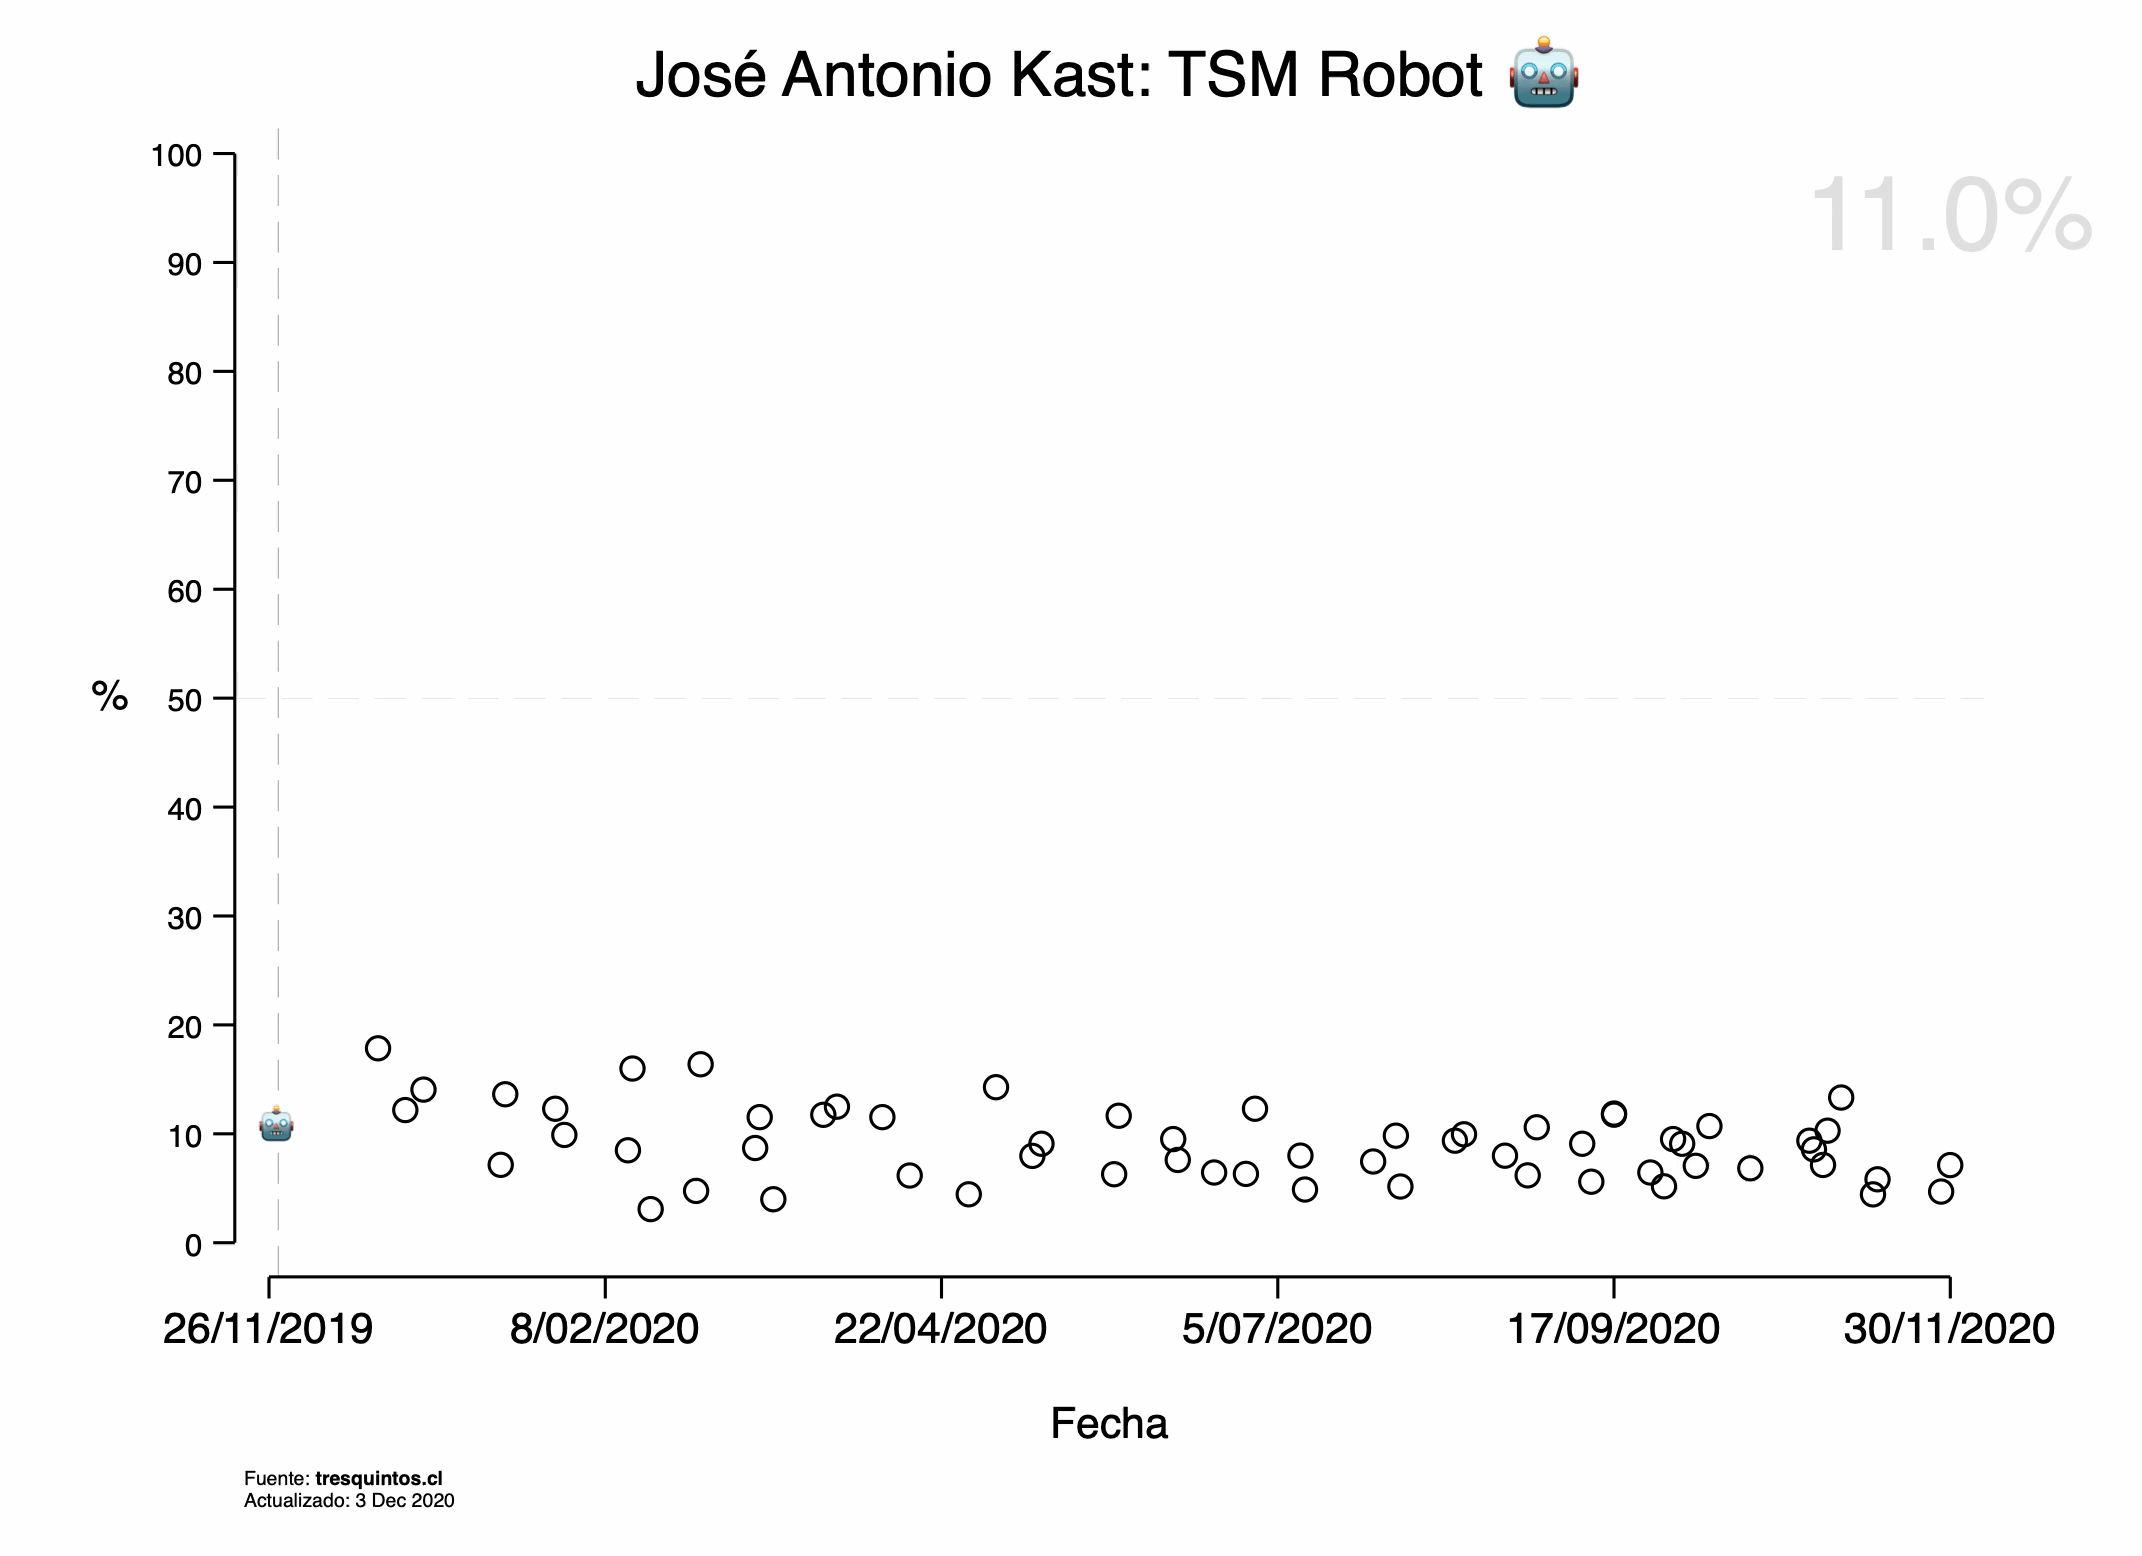 José Antonio Kast: TSM Robot 🤖
11.0%
100
90
80
70
60
50
40
30
20
10
0
%
26/11/2019 8/02/2020 22/04/2020 5/07/2020 17/09/2020 30/11/2020
Fecha
Fuente: tresquintos.cl
Actualizado: 3 Dec 2020